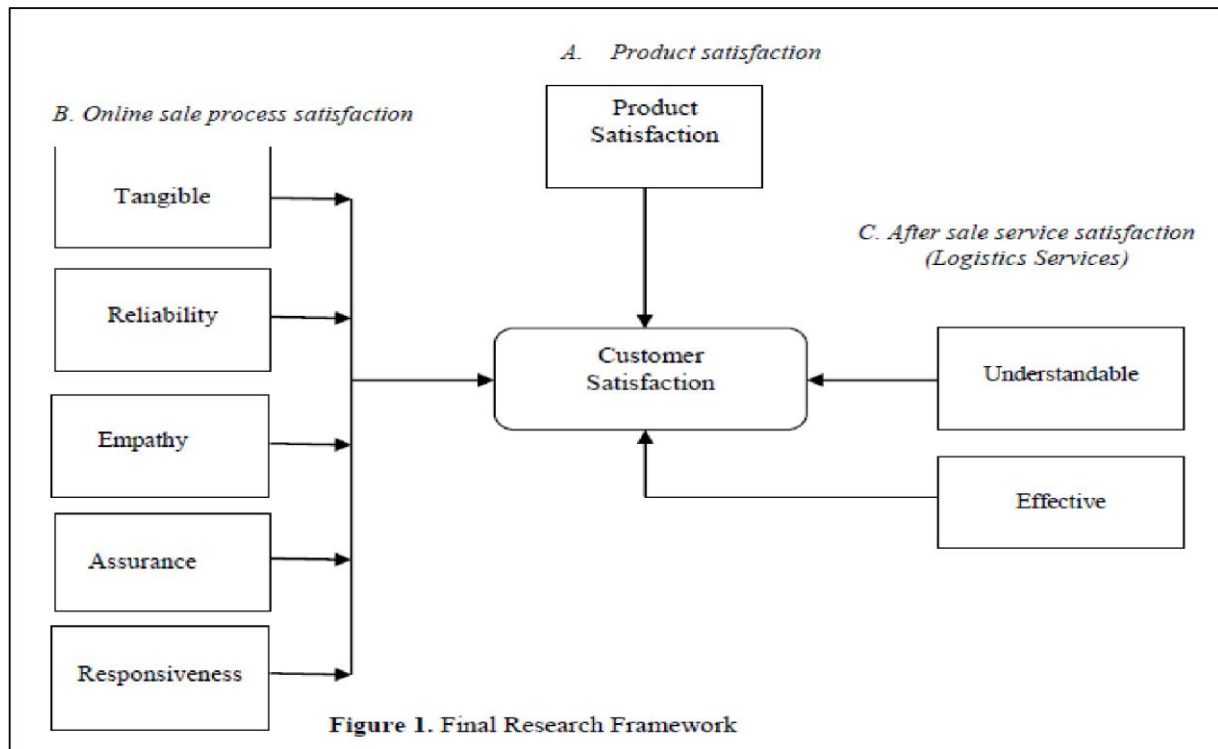 A. Product satisfaction
Product
Satisfaction
B. Online sale process satisfaction
Tangible
Reliability
Empathy
Assurance
Responsiveness
Customer
Satisfaction
C. After sale service satisfaction
(Logistics Services)
Understandable
Effective
Figure 1. Final Research Framework